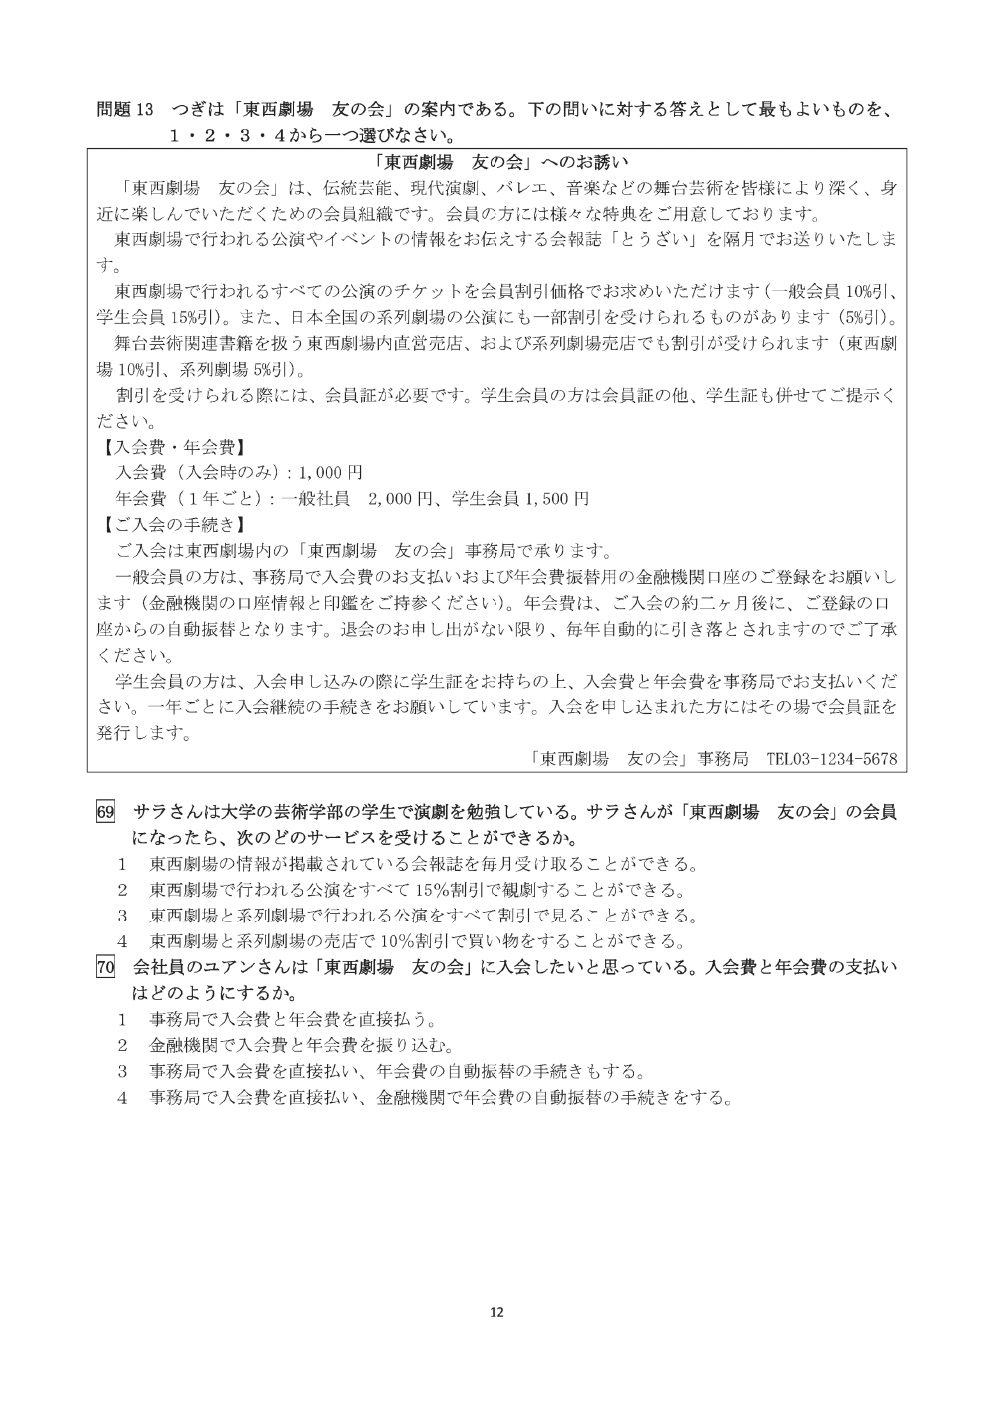 問題 13　つぎは「東西劇場　友の会」の案内である。下の問いに対する答えとして最もよいものを、
１・２・３・４から一つ選びなさい。
「東西劇場　友の会」へのお誘い
「東西劇場　友の会」は、伝統芸能、現代演劇、バレエ、音楽などの舞台芸術を皆様により深く、身
近に楽しんでいただくための会員組織です。会員の方には様々な特典をご用意しております。
東西劇場で行われる公演やイベントの情報をお伝えする会報誌「とうざい」を隔月でお送りいたしま
す。
東西劇場で行われるすべての公演のチケットを会員割引価格でお求めいただけます（一般会員 10%引、
学生会員 15%引）。また、日本全国の系列劇場の公演にも一部割引を受けられるものがあります（5%引）。
舞台芸術関連書籍を扱う東西劇場内直営売店、および系列劇場売店でも割引が受けられます（東西劇
場 10%引、系列劇場 5%引）。
割引を受けられる際には、会員証が必要です。学生会員の方は会員証の他、学生証も併せてご提示く
ださい。
【入会費・年会費】
入会費（入会時のみ）: 1,000 円
年会費（１年ごと）: 一般社員　2,000 円、学生会員 1,500 円
【ご入会の手続き】
ご入会は東西劇場内の「東西劇場　友の会」事務局で承ります。
一般会員の方は、事務局で入会費のお支払いおよび年会費振替用の金融機関口座のご登録をお願いし
ます（金融機関の口座情報と印鑑をご持参ください）。年会費は、ご入会の約二ヶ月後に、ご登録の口
座からの自動振替となります。退会のお申し出がない限り、毎年自動的に引き落とされますのでご了承
ください。
学生会員の方は、入会申し込みの際に学生証をお持ちの上、入会費と年会費を事務局でお支払いくだ
さい。一年ごとに入会継続の手続きをお願いしています。入会を申し込まれた方にはその場で会員証を
発行します。
「東西劇場　友の会」事務局　TEL03-1234-5678
69　サラさんは大学の芸術学部の学生で演劇を勉強している。サラさんが「東西劇場　友の会」の会員
になったら、次のどのサービスを受けることができるか。
1　東西劇場の情報が掲載されている会報誌を毎月受け取ることができる。
2　東西劇場で行われる公演をすべて 15%割引で観劇することができる。
3　東西劇場と系列劇場で行われる公演をすべて割引で見ることができる。
4　東西劇場と系列劇場の売店で 10%割引で買い物をすることができる。
70　会社員のユアンさんは「東西劇場　友の会」に入会したいと思っている。入会費と年会費の支払い
はどのようにするか。
1　事務局で入会費と年会費を直接払う。
2　金融機関で入会費と年会費を振り込む。
3　事務局で入会費を直接払い、年会費の自動振替の手続きもする。
4　事務局で入会費を直接払い、金融機関で年会費の自動振替の手続きをする。
12